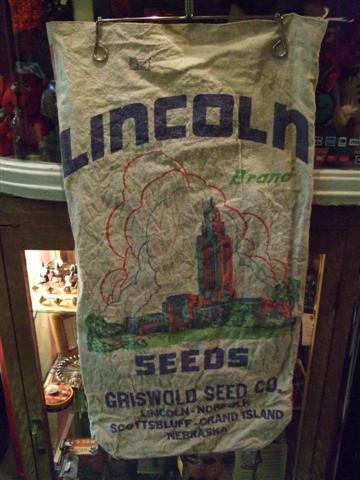 LINCOLN
Brand
SEEDS
GRISWOLD SEED CO.
LINCOLN-NORFOLK
SCOTTSBLUFF-GRAND ISLAND
NEBRASKA